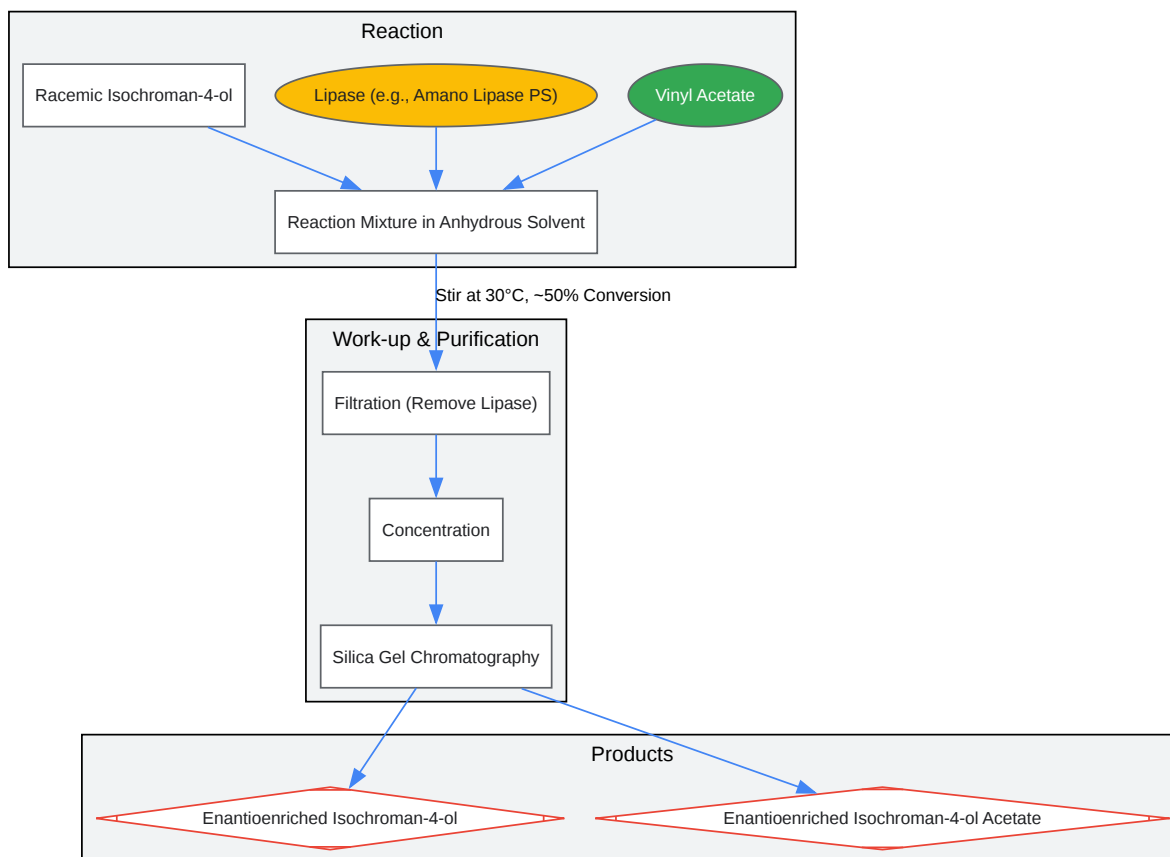 Reaction
Racemic Isochroman-4-ol
Lipase (e.g., Amano Lipase PS)
Vinyl Acetate
Reaction Mixture in Anhydrous Solvent
Stir at 30°C, ~50% Conversion
Work-up & Purification
Filtration (Remove Lipase)
Concentration
Silica Gel Chromatography
Products
Enantioenriched Isochroman-4-ol
Enantioenriched Isochroman-4-ol Acetate